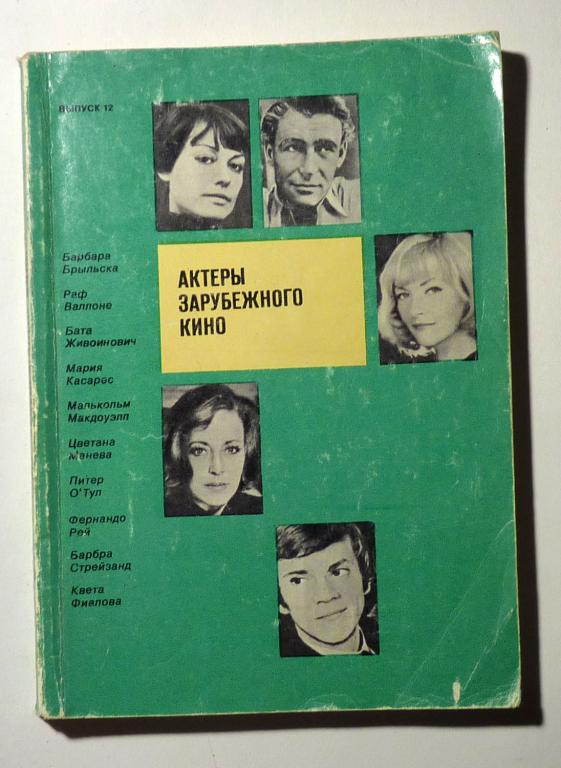 ВЫПУСК 12
АКТЕРЫ
ЗАРУБЕЖНОГО
КИНО
Барбара
Брыльска
Раф
Валлоне
Бата
Живоинович
Мария
Касарес
Малькольм
Макдоуэлл
Цветана
Манева
Питер
О'Тул
Фернандо
Рей
Барбра
Стрейзанд
Квета
Фиалова